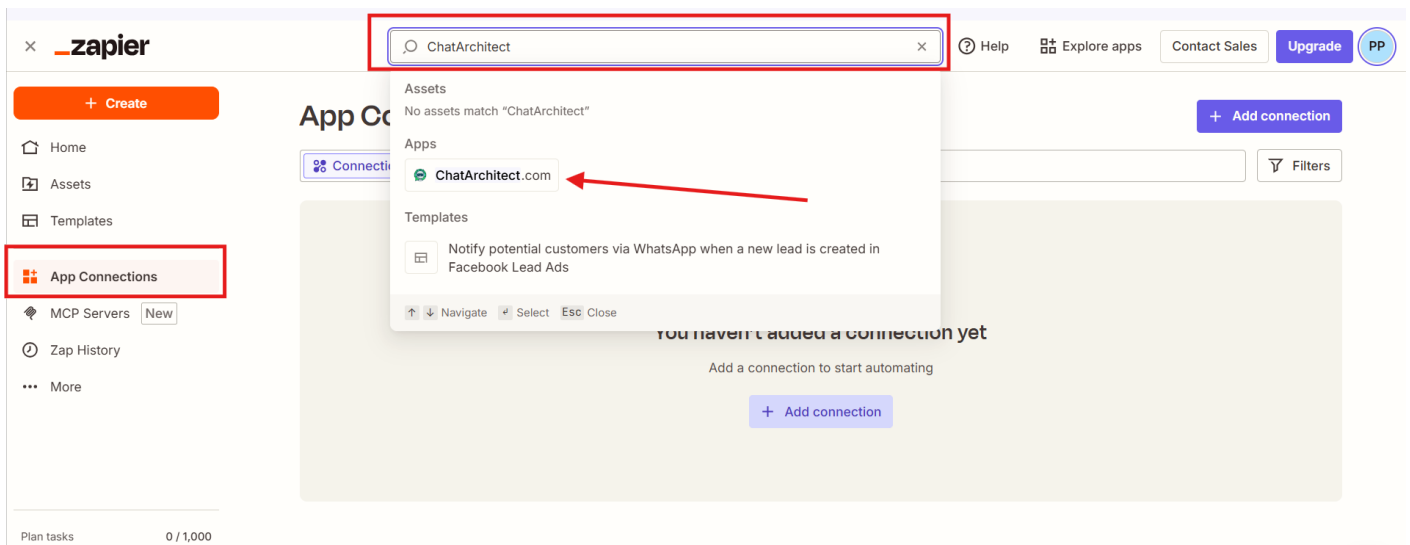 zapier
ChatArchitect
Help
Explore apps
Contact Sales
Upgrade
PP
+ Create
Home
Assets
Templates
App Connections
MCP Servers New
Zap History
More
Plan tasks 0 / 1,000
App Co
+ Add connection
Connecti
Filters
Assets
No assets match “ChatArchitect”
Apps
ChatArchitect.com
Templates
Notify potential customers via WhatsApp when a new lead is created in
Facebook Lead Ads
↑ ↓ Navigate ↵ Select Esc Close
You haven't added a connection yet
Add a connection to start automating
+ Add connection